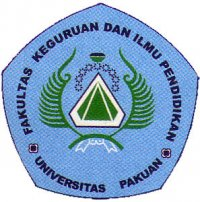 FAKULTAS KEGURUAN DAN ILMU PENDIDIKAN
UNIVERSITAS PAKUAN